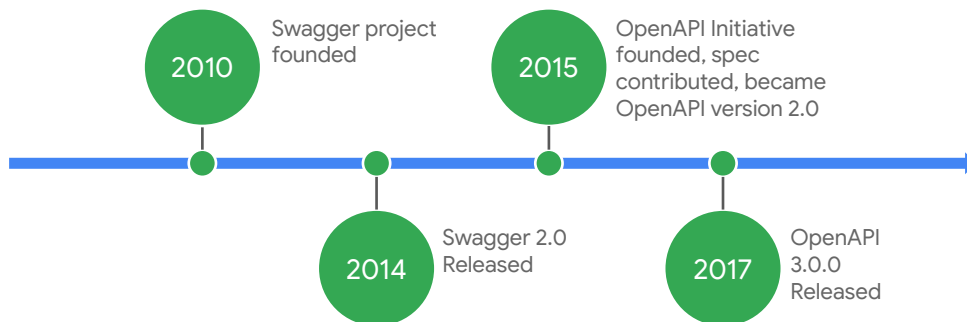 2010
Swagger project
founded
2015
OpenAPI Initiative
founded, spec
contributed, became
OpenAPI version 2.0
2014
Swagger 2.0
Released
2017
OpenAPI
3.0.0
Released